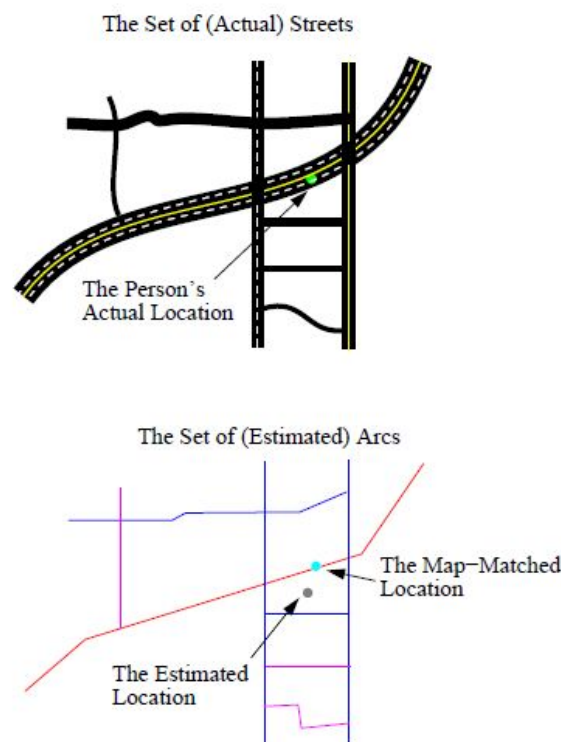 The Set of (Actual) Streets
The Person's
Actual Location
The Set of (Estimated) Arcs
The Map−Matched
Location
The Estimated
Location